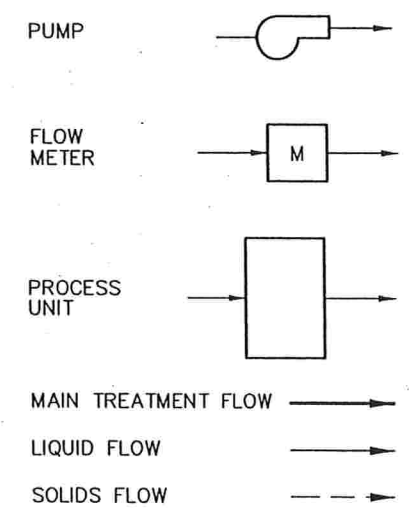 PUMP
FLOW
METER
M
PROCESS
UNIT
MAIN TREATMENT FLOW
LIQUID FLOW
SOLIDS FLOW